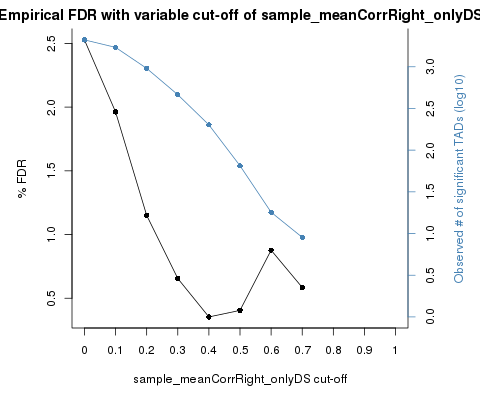 Empirical FDR with variable cut-off of sample_meanCorrRight_onlyDS
% FDR
2.5
2.0
1.5
1.0
0.5
3.0
2.5
2.0
1.5
1.0
0.5
0.0
Observed # of significant TADs (log10)
0 0.1 0.2 0.3 0.4 0.5 0.6 0.7 0.8 0.9 1
sample_meanCorrRight_onlyDS cut-off